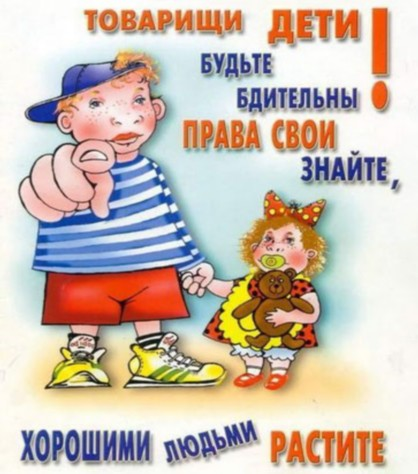 ТОВАРИЩИ ДЕТИ!
БУДЬТЕ
БДИТЕЛЬНЫ
ПРАВА СВОИ
ЗНАЙТЕ,
ХОРОШИМИ ЛЮДЬМИ РАСТИТЕ